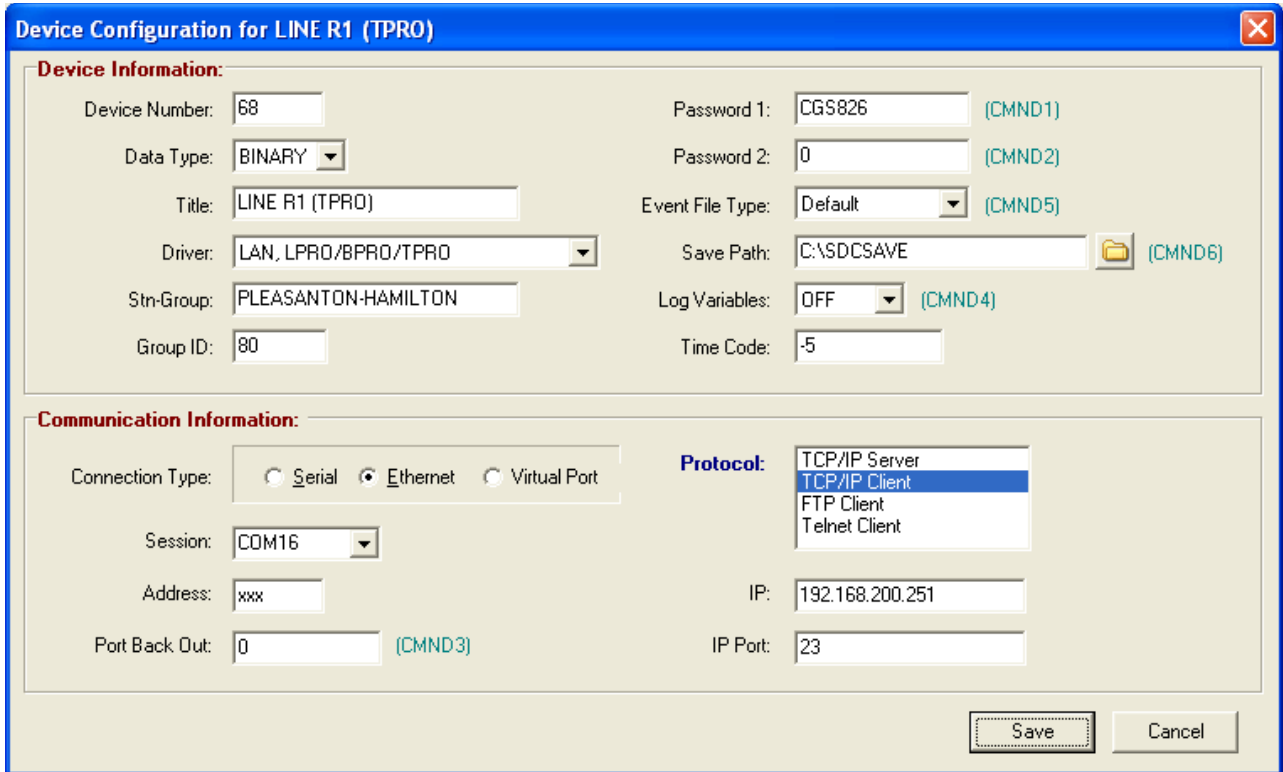 Device Configuration for LINE R1 (TPRO)
Device Information:
Device Number: 68
Password 1: CGS826 (CMND1)
Data Type: BINARY
Password 2: 0 (CMND2)
Title: LINE R1 (TPRO)
Event File Type: Default (CMND5)
Driver: LAN, LPRO/BPRO/TPRO
Save Path: C:\SDCSAVE (CMND6)
Stn-Group: PLEASANTON-HAMILTON
Log Variables: OFF (CMND4)
Group ID: 80
Time Code: -5
Communication Information:
Connection Type: Serial Ethernet Virtual Port
Protocol: TCP/IP Server
TCP/IP Client
FTP Client
Telnet Client
Session: COM16
Address: xxx
IP: 192.168.200.251
Port Back Out: 0 (CMND3)
IP Port: 23
Save Cancel